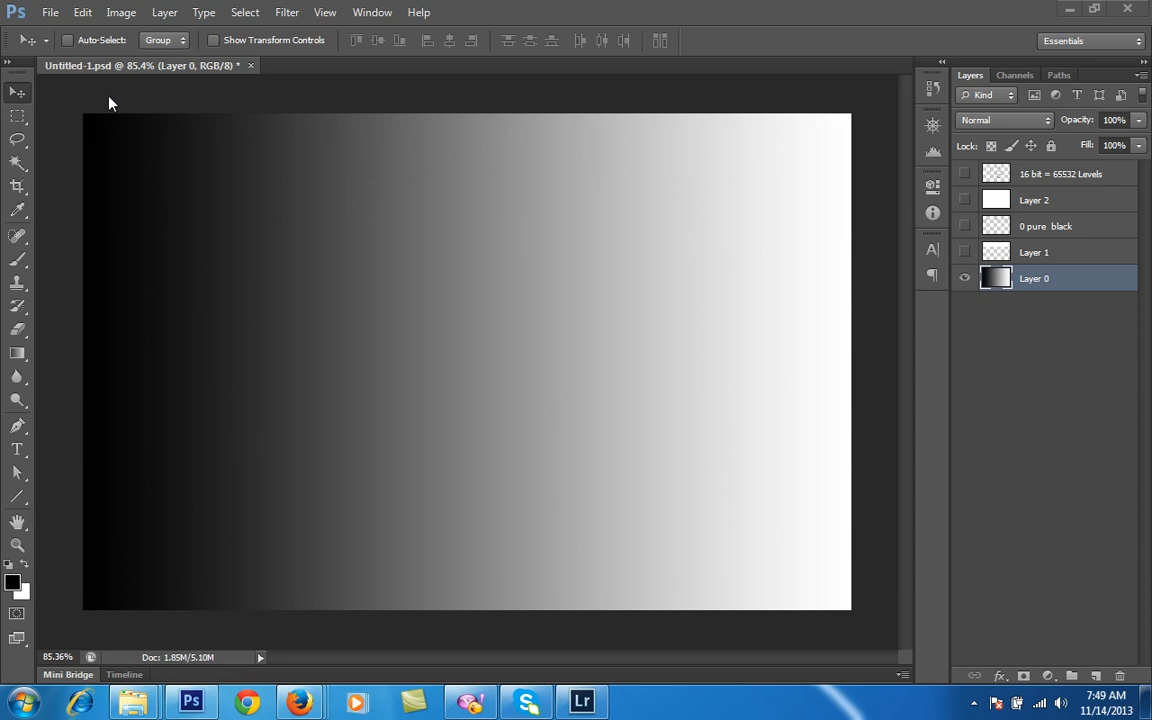 Ps File Edit Image Layer Type Select Filter View Window Help
Auto-Select: Group Show Transform Controls Essentials
Untitled-1.psd @ 85.4% (Layer 0, RGB/8) * ×
Layers Channels Paths
Kind
Normal Opacity: 100%
Lock: Fill: 100%
16 bit = 65532 Levels
Layer 2
0 pure black
Layer 1
Layer 0
85.36% Doc: 1.85M/5.10M
Mini Bridge Timeline
Ps Lr
7:49 AM
11/14/2013